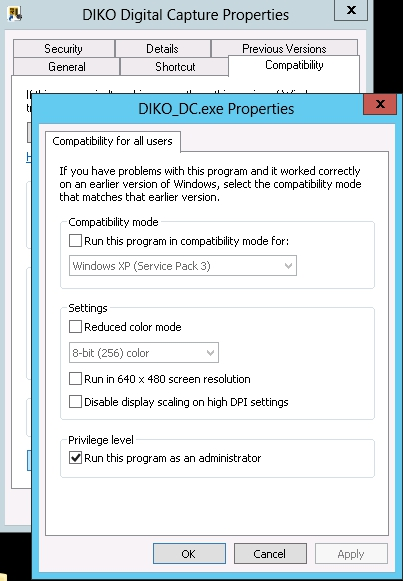 DIKO Digital Capture Properties
x
Security
Details
Previous Versions
General
Shortcut
Compatibility
DIKO_DC.exe Properties
x
Compatibility for all users
If you have problems with this program and it worked correctly
on an earlier version of Windows, select the compatibility mode
that matches that earlier version.
Compatibility mode
Run this program in compatibility mode for:
Windows XP (Service Pack 3)
Settings
Reduced color mode
8-bit (256) color
Run in 640 x 480 screen resolution
Disable display scaling on high DPI settings
Privilege level
Run this program as an administrator
OK
Cancel
Apply